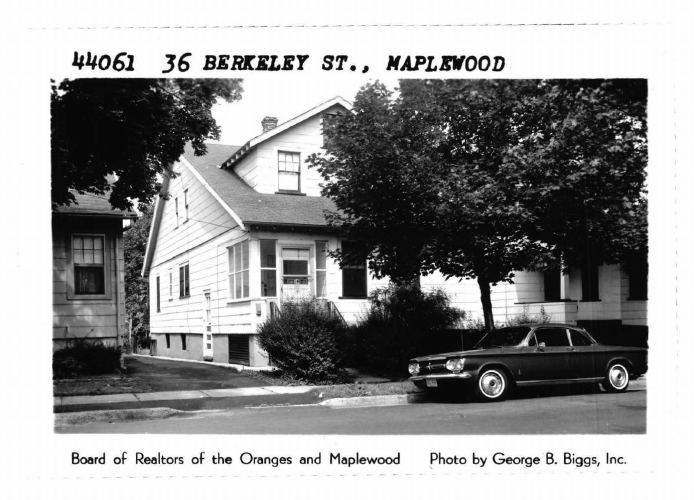 44061 36 BERKELEY ST., MAPLEWOOD
Board of Realtors of the Oranges and Maplewood Photo by George B. Biggs, Inc.